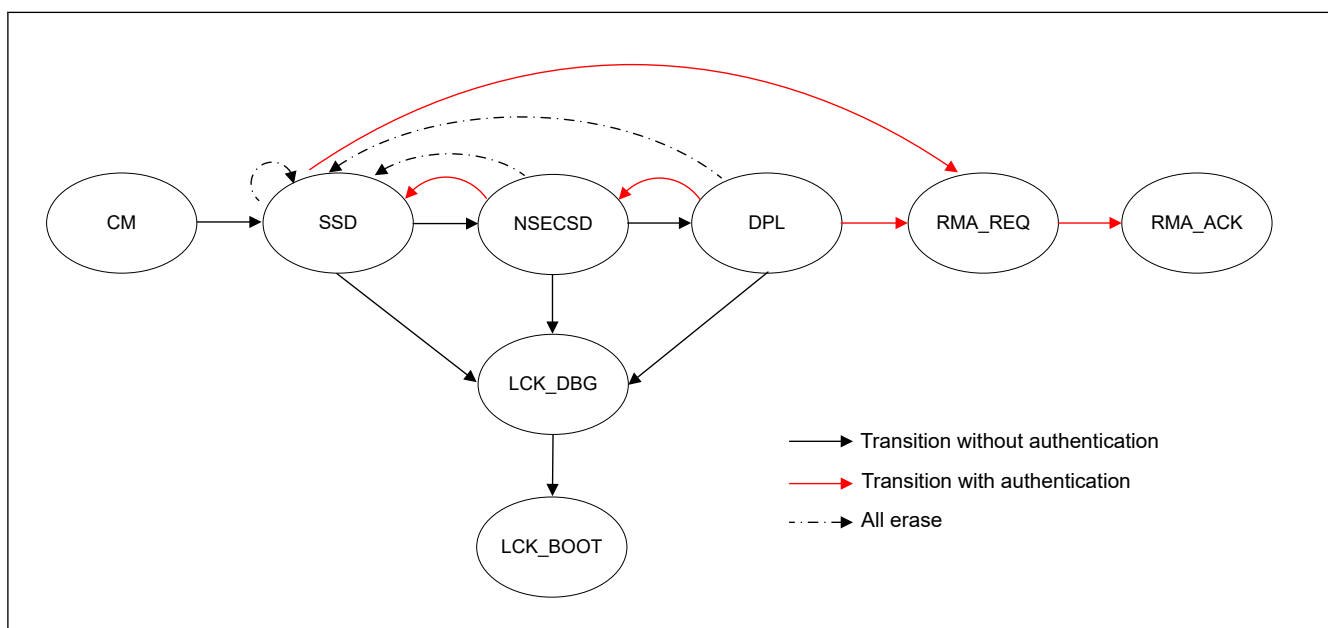 CM
SSD
NSECSD
DPL
RMA_REQ
RMA_ACK
LCK_DBG
LCK_BOOT
Transition without authentication
Transition with authentication
All erase